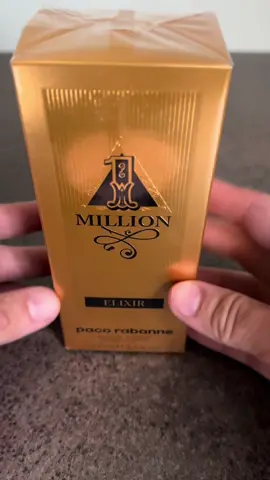 1
MILLION
ELIXIR
paco rabanne